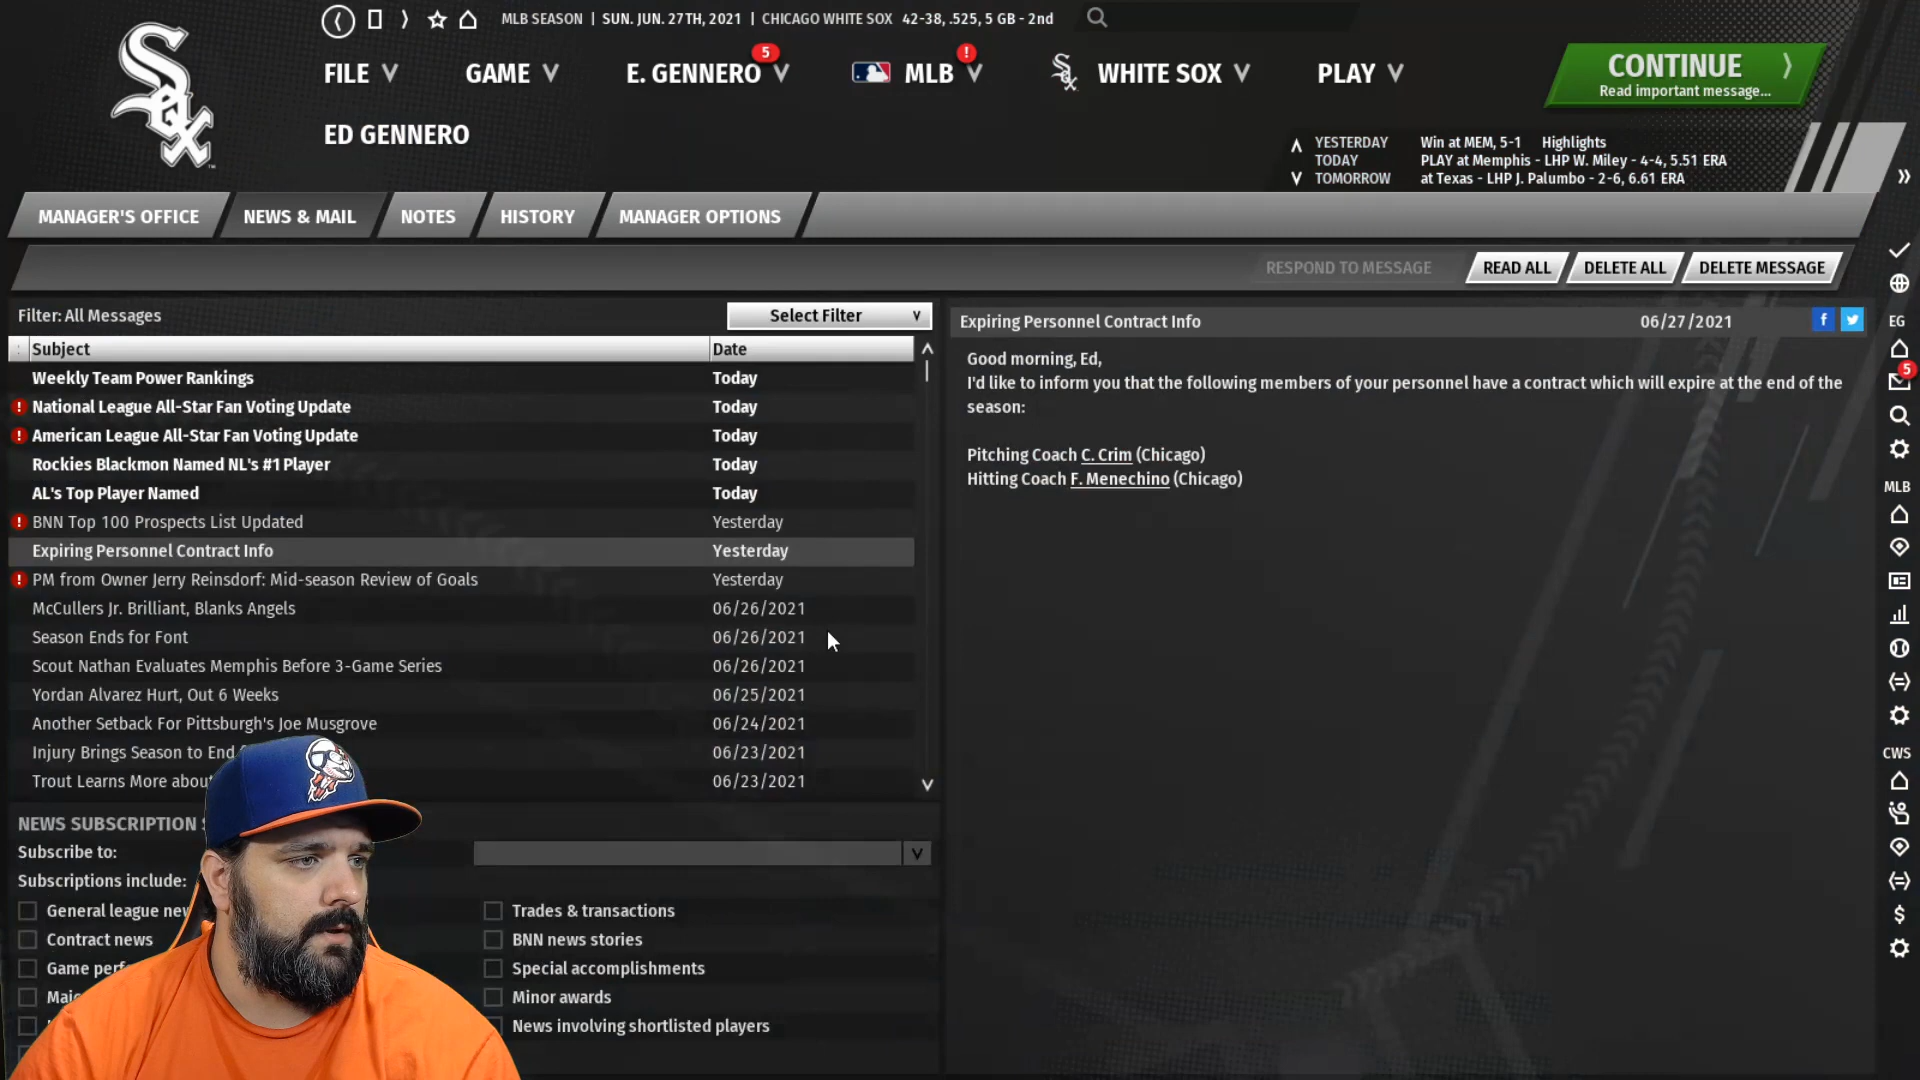 MLB SEASON | SUN. JUN. 27TH, 2021 | CHICAGO WHITE SOX 42-38, .525, 5 GB - 2nd
FILE GAME E. GENNERO 5 MLB ! WHITE SOX PLAY
CONTINUE
Read important message...
Sox
ED GENNERO
YESTERDAY Win at MEM, 5-1 Highlights
TODAY PLAY at Memphis - LHP W. Miley - 4-4, 5.51 ERA
TOMORROW at Texas - LHP J. Palumbo - 2-6, 6.61 ERA
MANAGER'S OFFICE NEWS & MAIL NOTES HISTORY MANAGER OPTIONS
RESPOND TO MESSAGE READ ALL DELETE ALL DELETE MESSAGE
Filter: All Messages Select Filter
Subject Date
Weekly Team Power Rankings Today
! National League All-Star Fan Voting Update Today
! American League All-Star Fan Voting Update Today
Rockies Blackmon Named NL's #1 Player Today
AL's Top Player Named Today
! BNN Top 100 Prospects List Updated Yesterday
Expiring Personnel Contract Info Yesterday
! PM from Owner Jerry Reinsdorf: Mid-season Review of Goals Yesterday
McCullers Jr. Brilliant, Blanks Angels 06/26/2021
Season Ends for Font 06/26/2021
Scout Nathan Evaluates Memphis Before 3-Game Series 06/26/2021
Yordan Alvarez Hurt, Out 6 Weeks 06/25/2021
Another Setback For Pittsburgh's Joe Musgrove 06/24/2021
Injury Brings Season to End 06/23/2021
Trout Learns More about 06/23/2021
Expiring Personnel Contract Info 06/27/2021
Good morning, Ed,
I'd like to inform you that the following members of your personnel have a contract which will expire at the end of the
season:
Pitching Coach C. Crim (Chicago)
Hitting Coach F. Menechino (Chicago)
NEWS SUBSCRIPTION
Subscribe to:
Subscriptions include:
General league Trades & transactions
Contract news BNN news stories
Game Special accomplishments
Minor awards
News involving shortlisted players
EG
5
MLB
CWS
$